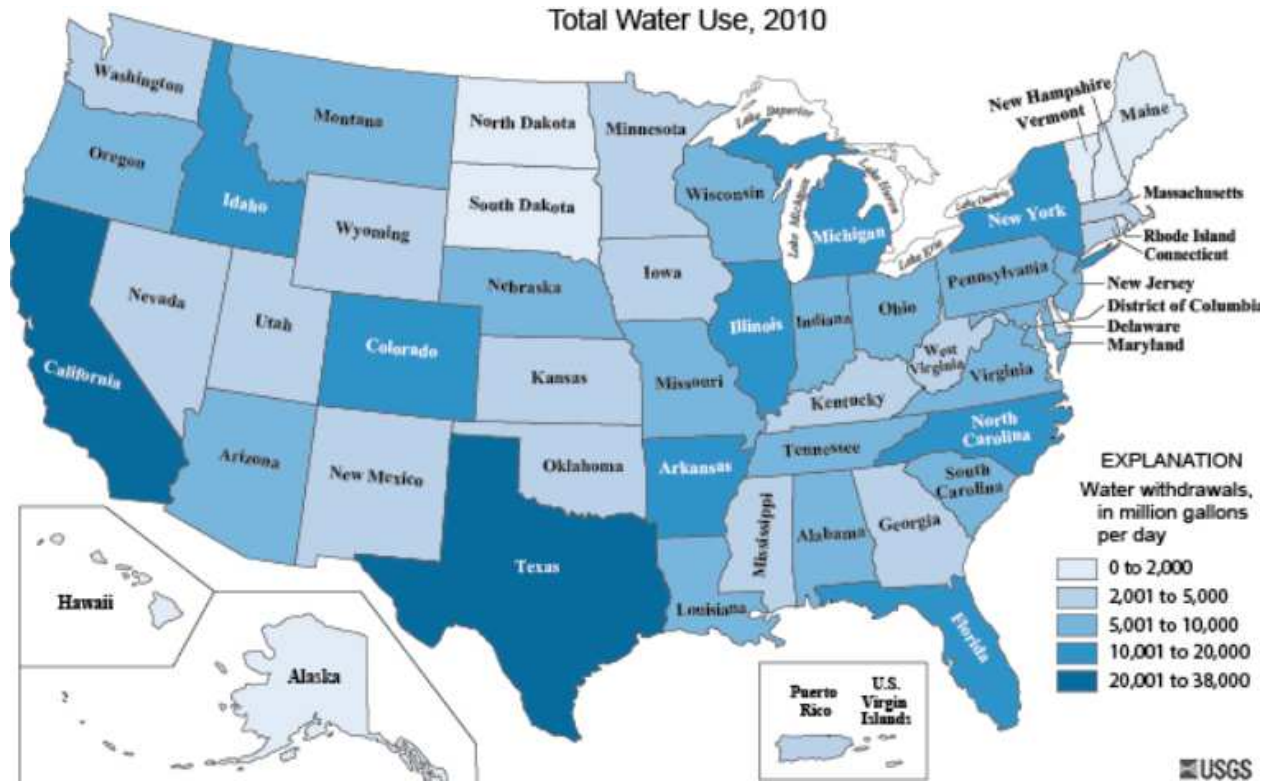 Total Water Use, 2010
Washington
Montana
North Dakota
Minnesota
Lake Superior
New Hampshire
Vermont
Maine
Oregon
Idaho
South Dakota
Wisconsin
Lake Michigan
Lake Huron
Michigan
Lake Ontario
New York
Massachusetts
Wyoming
Lake Erie
Rhode Island
Connecticut
Nevada
Utah
Nebraska
Iowa
Pennsylvania
New Jersey
California
Colorado
Illinois
Indiana
Ohio
District of Columbia
Delaware
Maryland
Kansas
Missouri
West
Virginia
Virginia
Kentucky
Arizona
New Mexico
Oklahoma
Arkansas
Tennessee
North
Carolina
South
Carolina
Texas
Louisiana
Mississippi
Alabama
Georgia
Florida
EXPLANATION
Water withdrawals,
in million gallons
per day
0 to 2,000
2,001 to 5,000
5,001 to 10,000
10,001 to 20,000
20,001 to 38,000
Hawaii
Alaska
Puerto
Rico
U.S.
Virgin
Islands
USGS